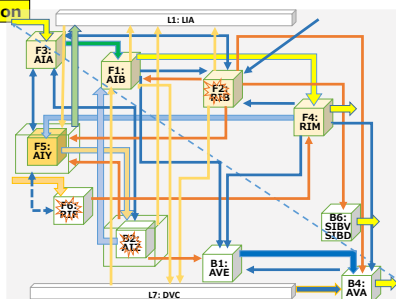 on
L1: LIA
F3:
AIA
F1:
AIB
F2:
RIB
F4:
RIM
F5:
AIY
F6:
RIF
B2:
AIZ
B6:
SIBV
SIBD
B1:
AVE
B4:
AVA
L7: DVC